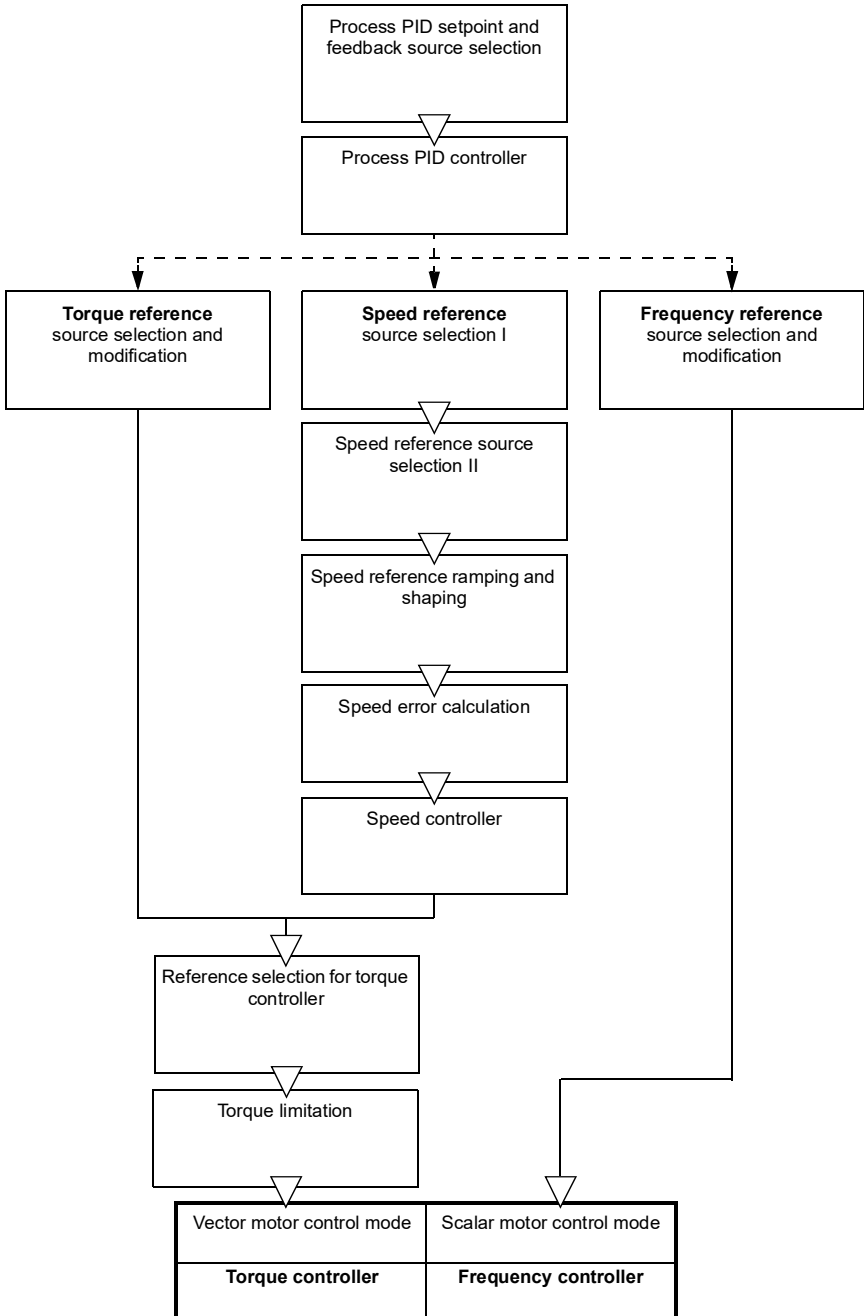 Process PID setpoint and
feedback source selection
Process PID controller
Torque reference
source selection and
modification
Speed reference
source selection I
Frequency reference
source selection and
modification
Speed reference source
selection II
Speed reference ramping and
shaping
Speed error calculation
Speed controller
Reference selection for torque
controller
Torque limitation
Vector motor control mode
Scalar motor control mode
Torque controller
Frequency controller